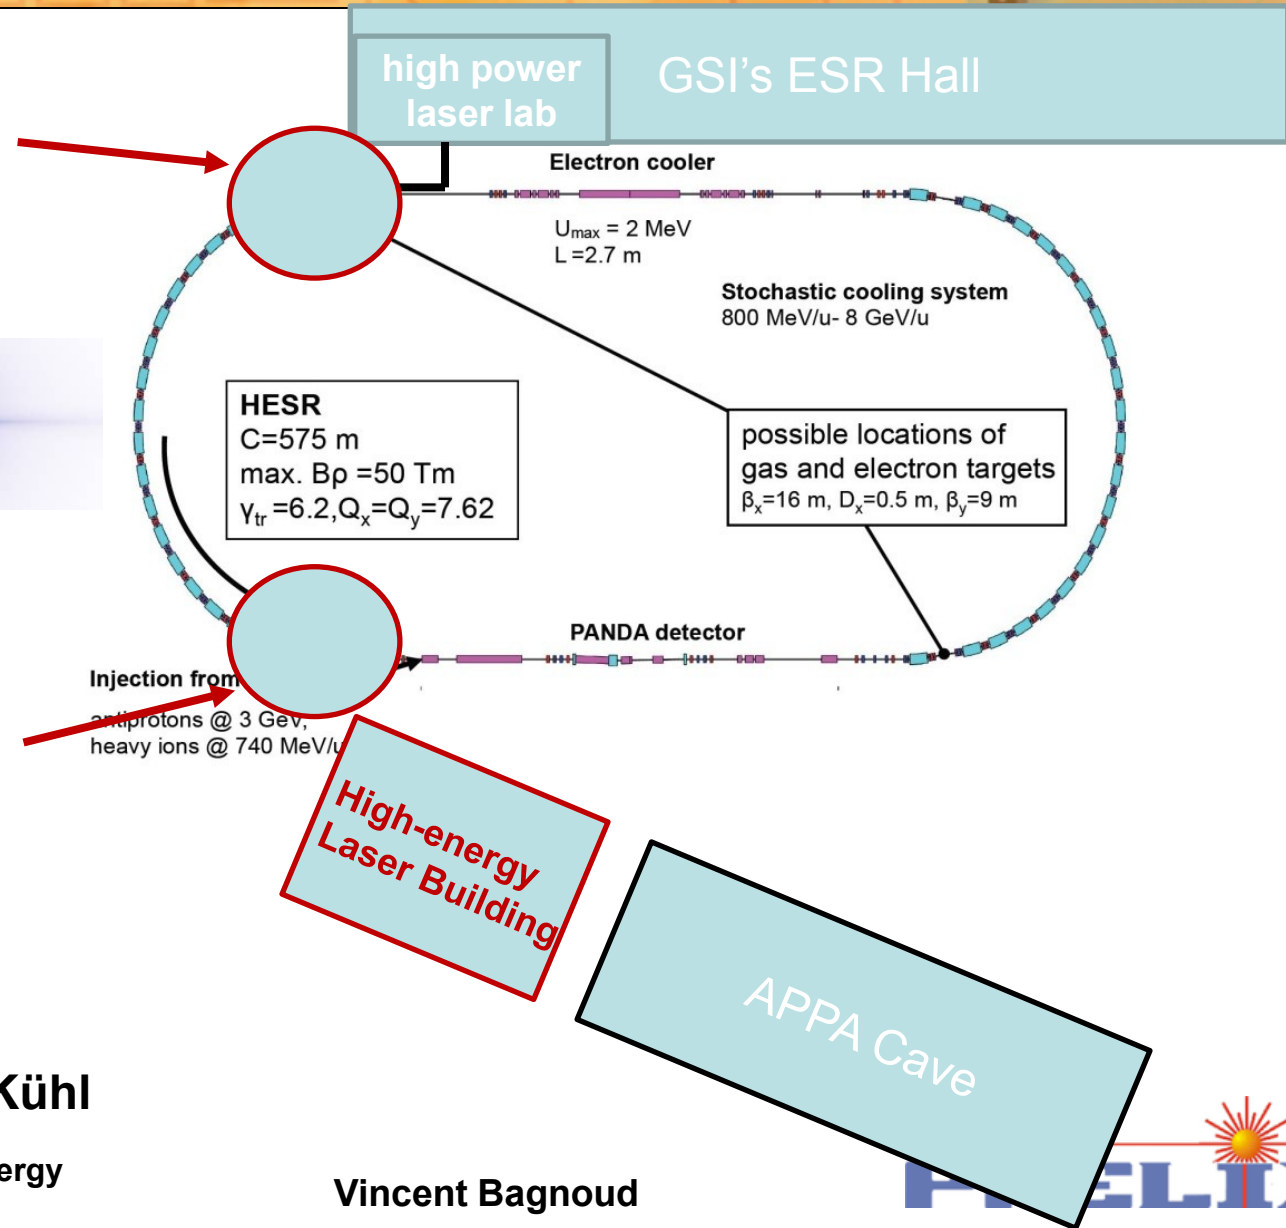 high power
laser lab
GSI's ESR Hall
Electron cooler
Umax = 2 MeV
L =2.7 m
Stochastic cooling system
800 MeV/u- 8 GeV/u
HESR
C=575 m
max. Bρ =50 Tm
γtr =6.2,Qx=Qy=7.62
possible locations of
gas and electron targets
βx=16 m, Dx=0.5 m, βy=9 m
PANDA detector
Injection from
antiprotons @ 3 GeV,
heavy ions @ 740 MeV/u
High-energy
Laser Building
APPA Cave
Kühl
Vincent Bagnoud